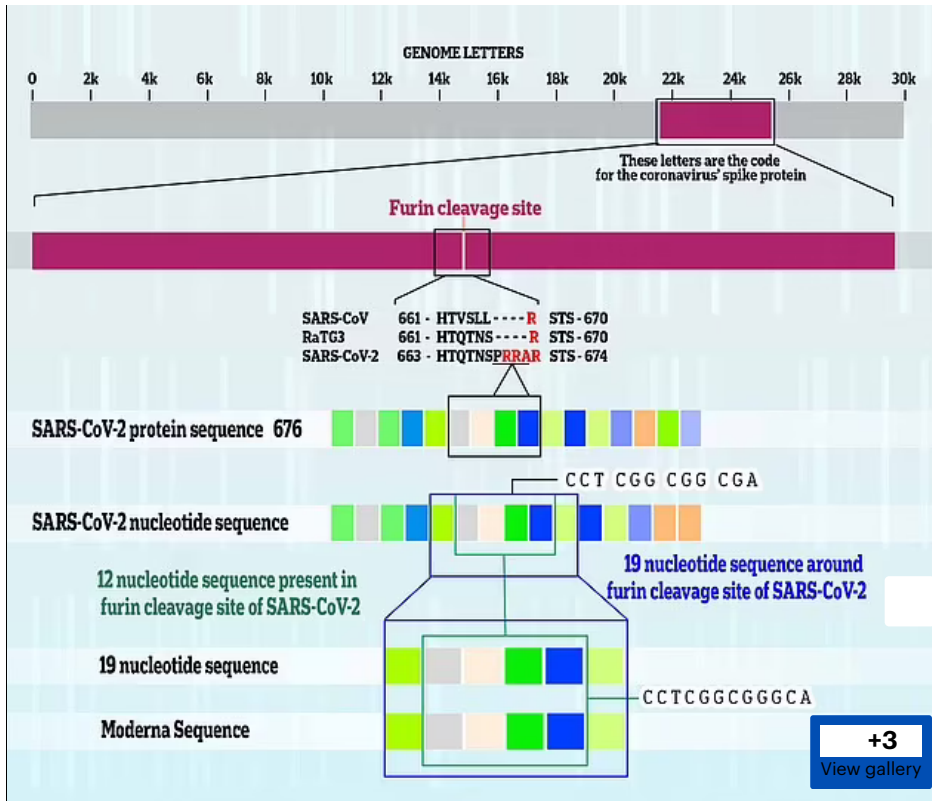 GENOME LETTERS
0 2k 4k 6k 8k 10k 12k 14k 16k 18k 20k 22k 24k 26k 28k 30k
These letters are the code
for the coronavirus' spike protein
Furin cleavage site
SARS-CoV 661 - HTVSLL----R STS - 670
RaTG3 661 - HTQTNS----R STS - 670
SARS-CoV-2 663 - HTQTNSPRRAR STS - 674
SARS-CoV-2 protein sequence 676
CCT CGG CGG CGA
SARS-CoV-2 nucleotide sequence
12 nucleotide sequence present in
furin cleavage site of SARS-CoV-2
19 nucleotide sequence around
furin cleavage site of SARS-CoV-2
19 nucleotide sequence
CCTCGGCGGGCA
Moderna Sequence
+3
View gallery